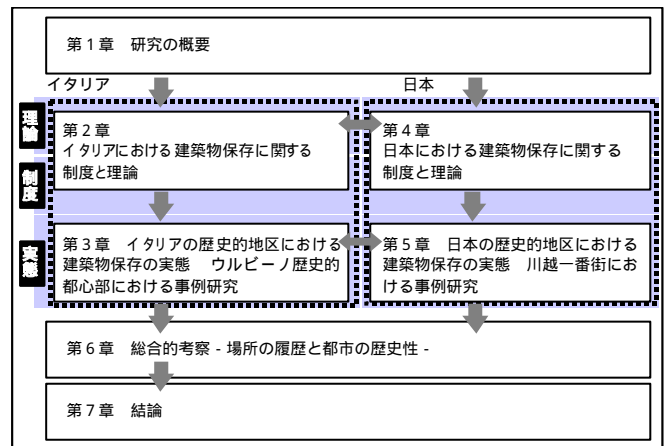 第1章　研究の概要
イタリア
日本
理論
第2章
イタリアにおける建築物保存に関する
制度と理論
第4章
日本における建築物保存に関する
制度と理論
制度
実態
第3章　イタリアの歴史的地区における
建築物保存の実態　ウルビーノ歴史的
都心部における事例研究
第5章　日本の歴史的地区における
建築物保存の実態　川越一番街にお
ける事例研究
第6章　総合的考察 - 場所の履歴と都市の歴史性 -
第7章　結論